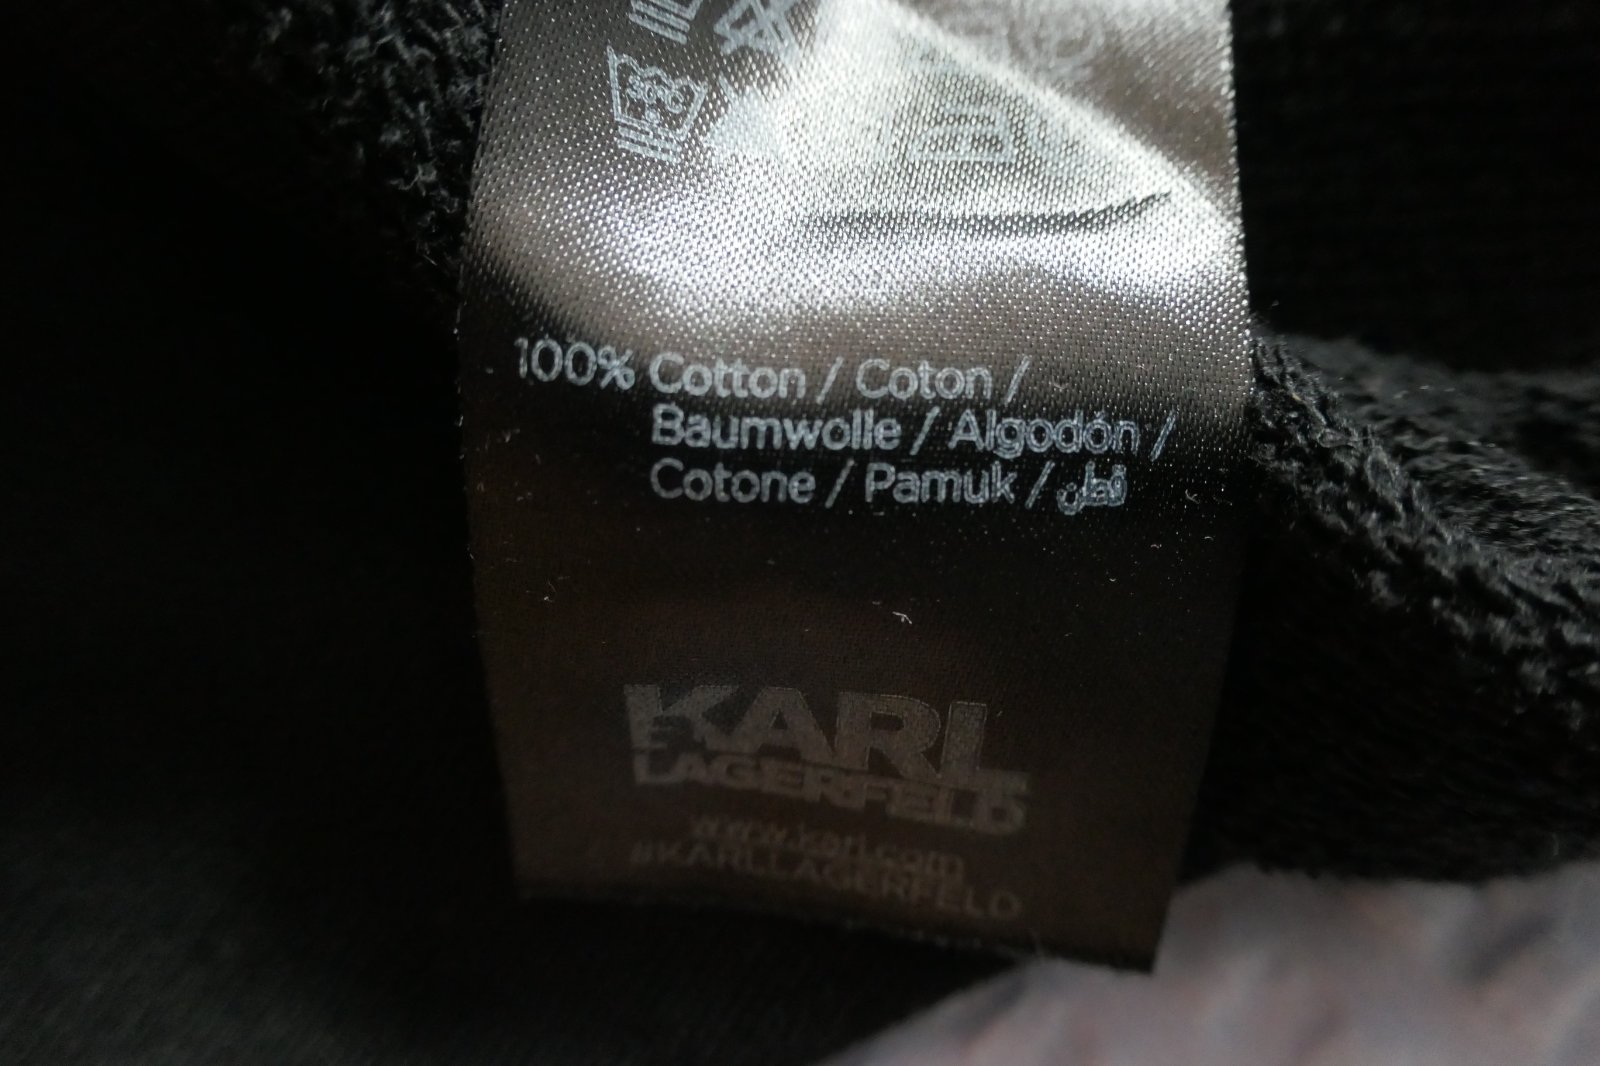 100% Cotton / Coton /
Baumwolle / Algodón /
Cotone / Pamuk / قطن
KARL
LAGERFELD
www.karl.com
#KARLLAGERFELD